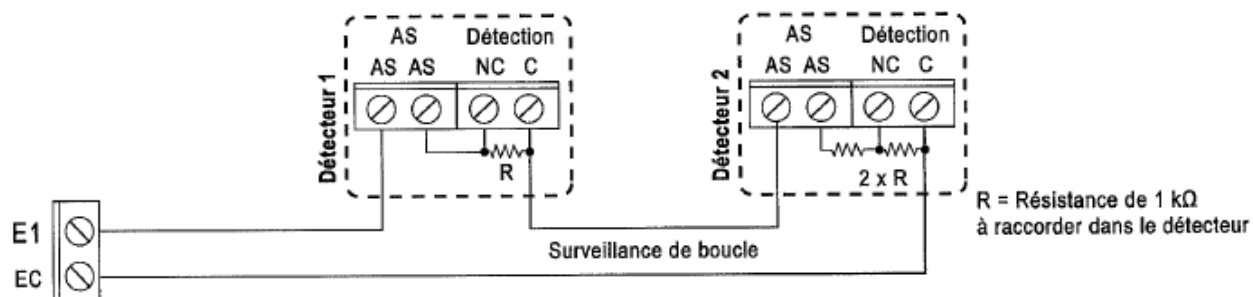 AS Détection
AS AS NC C
Détecteur 1
R
AS Détection
AS AS NC C
Détecteur 2
2 x R
R = Résistance de 1 kΩ
à raccorder dans le détecteur
E1
Surveillance de boucle
EC